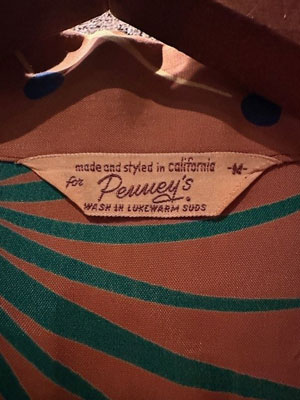 made and styled in california -M-
for Penney's
WASH IN LUKEWARM SUDS